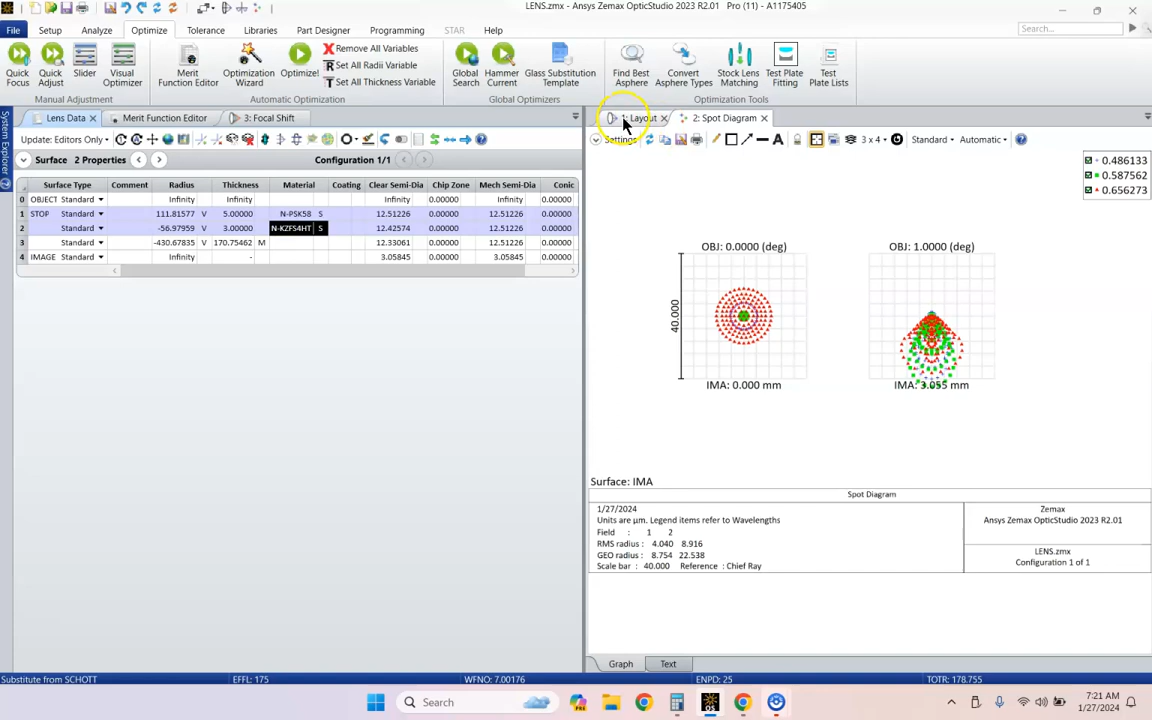 LENS.zmx - Ansys Zemax OpticStudio 2023 R2.01   Pro (11) - A1175405
File Setup Analyze Optimize Tolerance Libraries Part Designer Programming STAR Help Search...
Quick Focus Quick Adjust Slider Visual Optimizer Merit Function Editor Optimization Wizard Optimize! Remove All Variables Set All Radii Variable Set All Thickness Variable Global Search Hammer Current Glass Substitution Template Find Best Asphere Convert Asphere Types Stock Lens Matching Test Plate Fitting Test Plate Lists
Manual Adjustment Automatic Optimization Global Optimizers Optimization Tools
System Explorer
Lens Data Merit Function Editor 3: Focal Shift
Update: Editors Only
Surface 2 Properties Configuration 1/1
Surface Type Comment Radius Thickness Material Coating Clear Semi-Dia Chip Zone Mech Semi-Dia Conic
0 OBJECT Standard Infinity Infinity Infinity 0.00000 Infinity 0.00000
1 STOP Standard 111.81577 V 5.00000 N-PSK58 S 12.51226 0.00000 12.51226 0.00000
2 Standard -56.97959 V 3.00000 N-KZFS4HT S 12.42574 0.00000 12.51226 0.00000
3 Standard -430.67835 V 170.75462 M 12.33061 0.00000 12.51226 0.00000
4 IMAGE Standard Infinity - 3.05845 0.00000 3.05845 0.00000
1: Layout 2: Spot Diagram
Settings 3 x 4 Standard Automatic
0.486133
0.587562
0.656273
OBJ: 0.0000 (deg) OBJ: 1.0000 (deg)
40.000
IMA: 0.000 mm IMA: 3.055 mm
Surface: IMA
Spot Diagram
1/27/2024
Units are µm. Legend items refer to Wavelengths
Field : 1 2
RMS radius : 4.040 8.916
GEO radius : 8.754 22.538
Scale bar : 40.000 Reference : Chief Ray
Zemax
Ansys Zemax OpticStudio 2023 R2.01
LENS.zmx
Configuration 1 of 1
Graph Text
Substitute from SCHOTT EFFL: 175 WFNO: 7.00176 ENPD: 25 TOTR: 178.755
Search
7:21 AM
1/27/2024